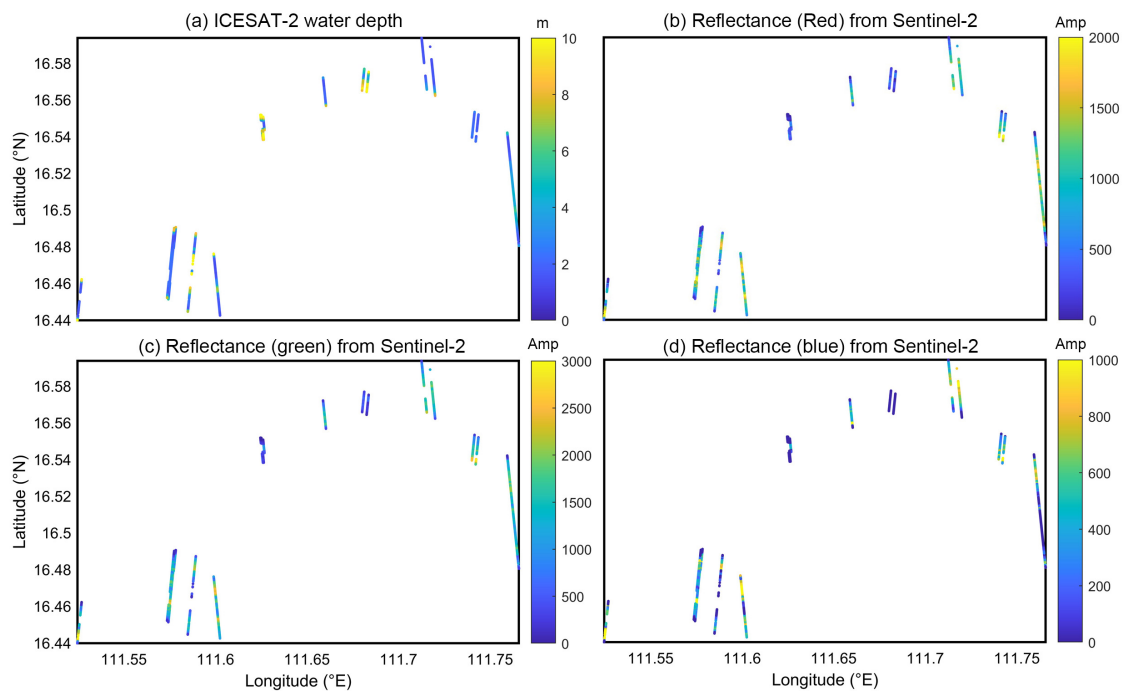 (a) ICESAT-2 water depth
m
(b) Reflectance (Red) from Sentinel-2
Amp
16.58
16.56
16.54
16.52
16.5
16.48
16.46
16.44
Latitude (°N)
10
8
6
4
2
0
2000
1500
1000
500
0
(c) Reflectance (green) from Sentinel-2
Amp
(d) Reflectance (blue) from Sentinel-2
Amp
16.58
16.56
16.54
16.52
16.5
16.48
16.46
16.44
Latitude (°N)
3000
2500
2000
1500
1000
500
0
1000
800
600
400
200
0
111.55 111.6 111.65 111.7 111.75
Longitude (°E)
111.55 111.6 111.65 111.7 111.75
Longitude (°E)